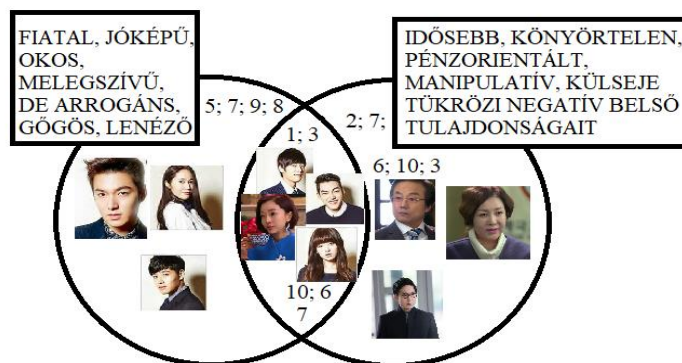 FIATAL, JÓKÉPŰ,
OKOS,
MELEGSZÍVŰ,
DE ARROGÁNS,
GŐGÖS, LENÉZŐ
IDŐSEBB, KÖNYÖRTELEN,
PÉNZORIENTÁLT,
MANIPULATÍV, KÜLSEJE
TÜKRÖZI NEGATÍV BELSŐ
TULAJDONSÁGAIT
5; 7; 9; 8
1; 3
2; 7;
6; 10; 3
10; 6
7